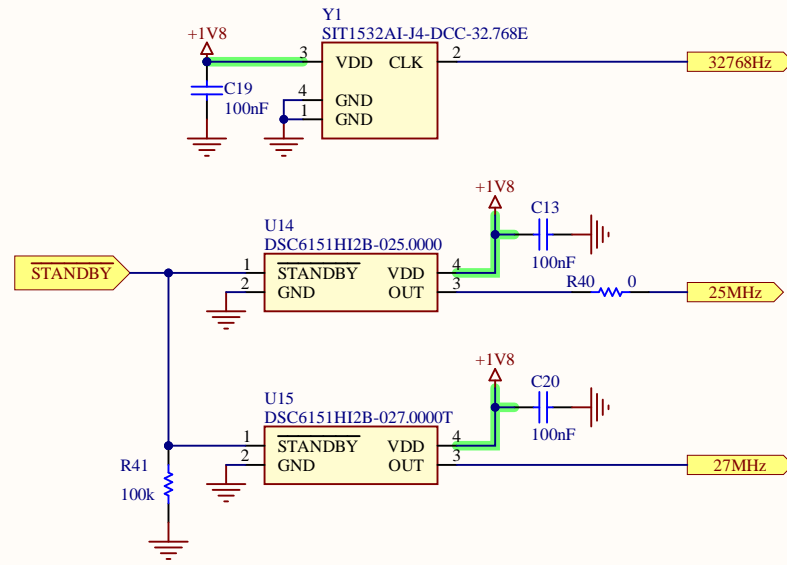 Y1
SIT1532AI-J4-DCC-32.768E
+1V8
3 VDD CLK 2 32768Hz
4 GND
1 GND
C19
100nF
+1V8
C13
100nF
U14
DSC6151HI2B-025.0000
STANDBY
1 STANDBY VDD 4
2 GND OUT 3
R40 0
25MHz
+1V8
C20
100nF
U15
DSC6151HI2B-027.0000T
1 STANDBY VDD 4
2 GND OUT 3
27MHz
R41
100k